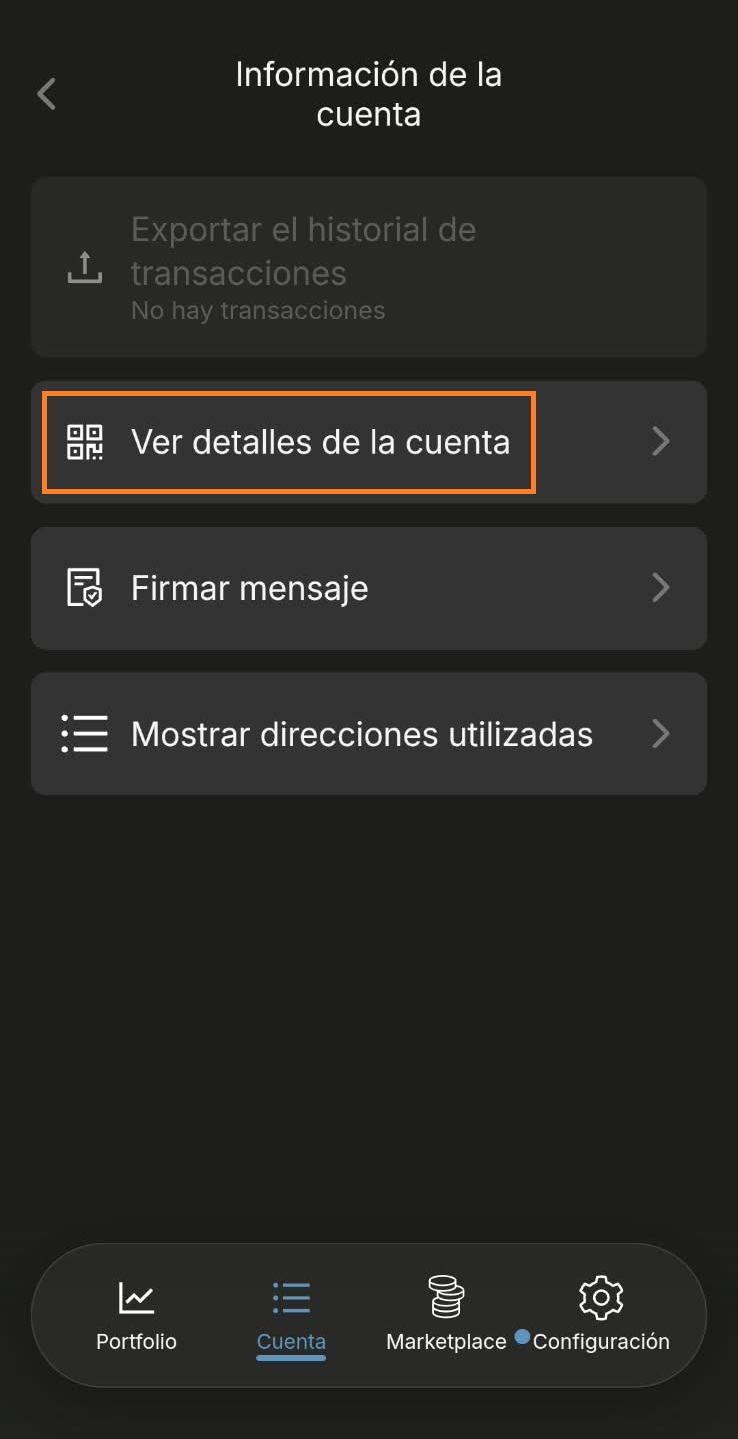 Información de la
cuenta
Exportar el historial de
transacciones
No hay transacciones
Ver detalles de la cuenta
Firmar mensaje
Mostrar direcciones utilizadas
Portfolio
Cuenta
Marketplace
Configuración